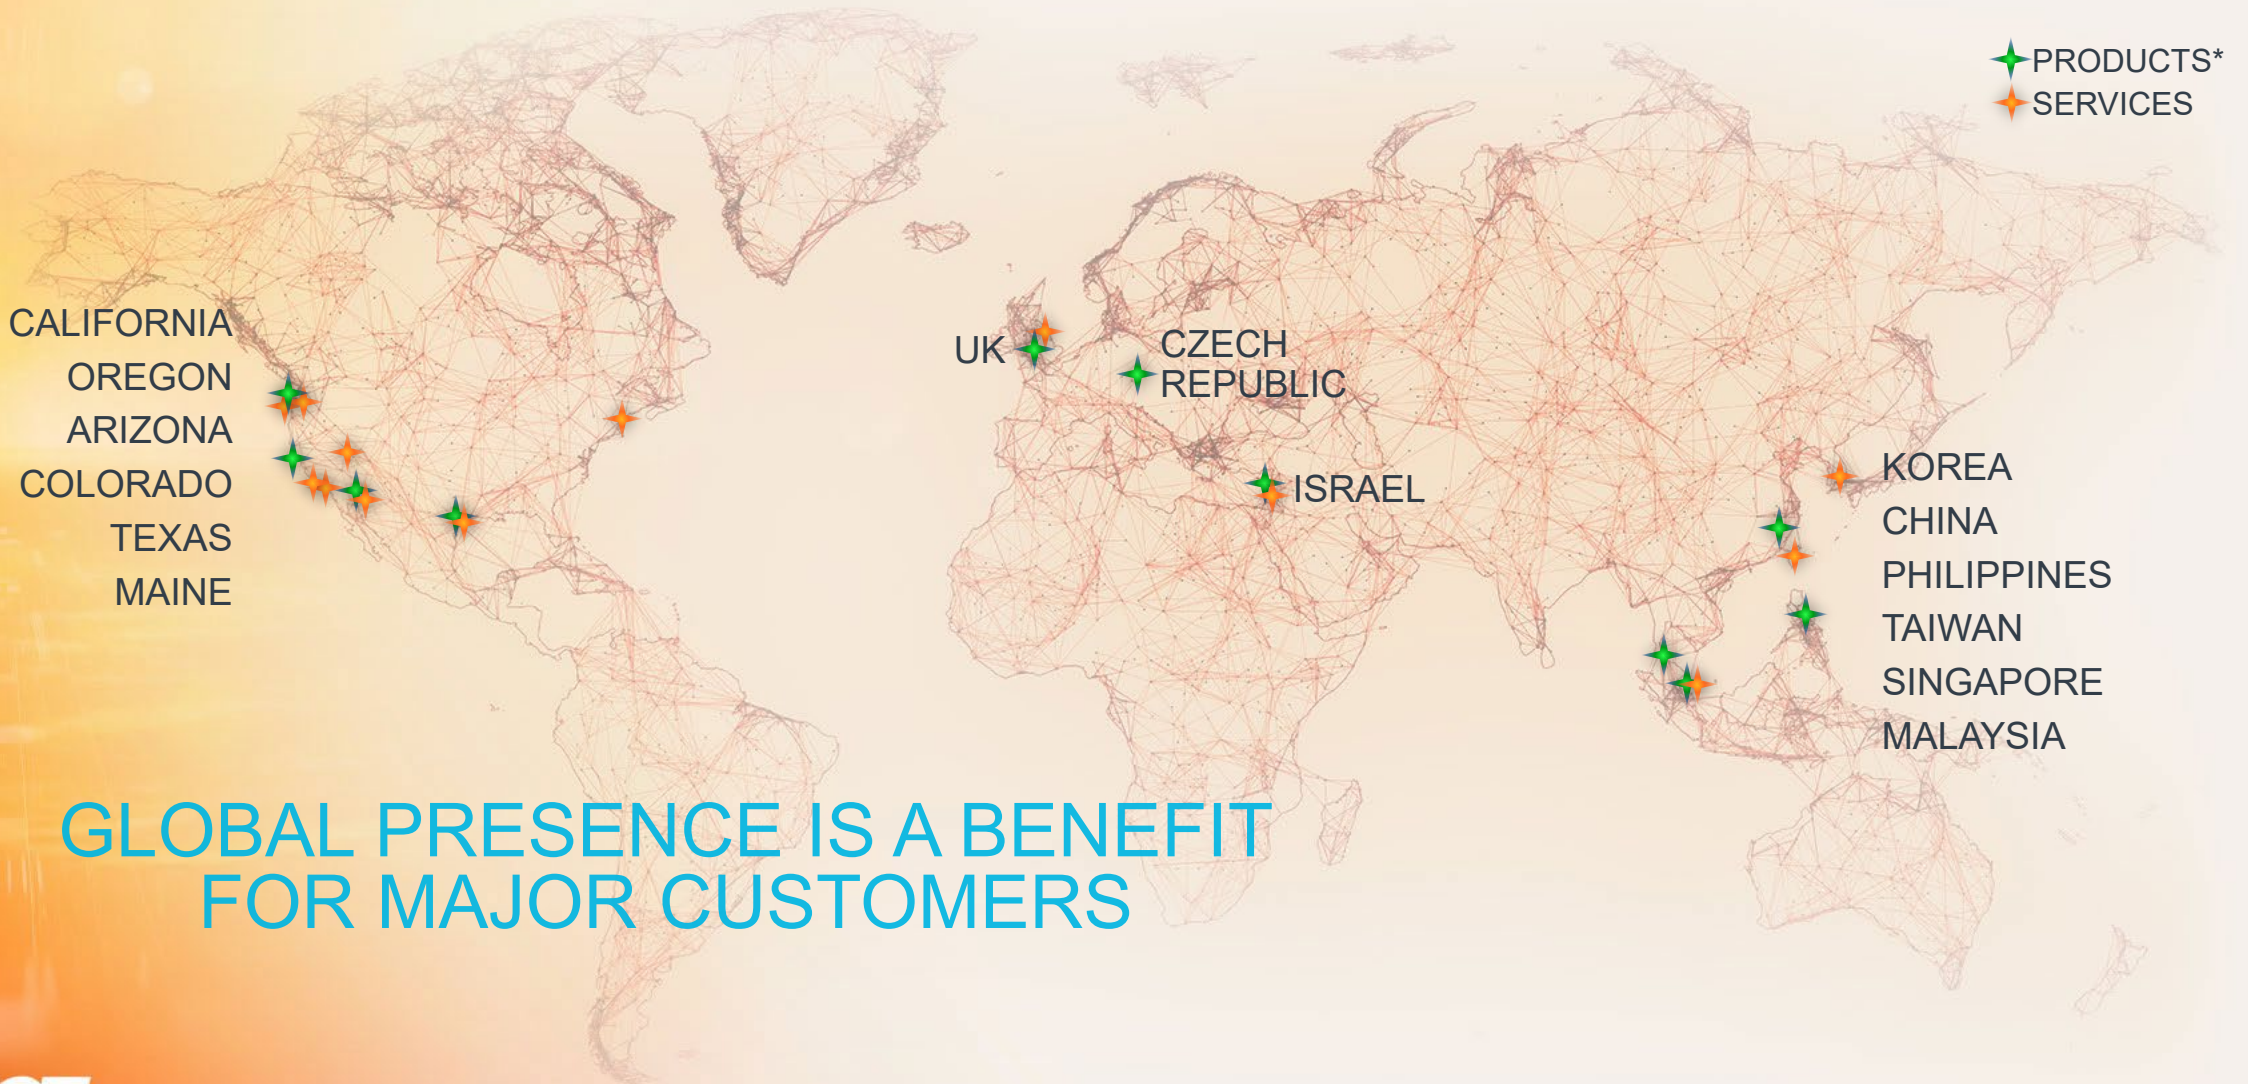 PRODUCTS*
SERVICES
CALIFORNIA
OREGON
ARIZONA
COLORADO
TEXAS
MAINE
UK
CZECH
REPUBLIC
ISRAEL
KOREA
CHINA
PHILIPPINES
TAIWAN
SINGAPORE
MALAYSIA
GLOBAL PRESENCE IS A BENEFIT
FOR MAJOR CUSTOMERS